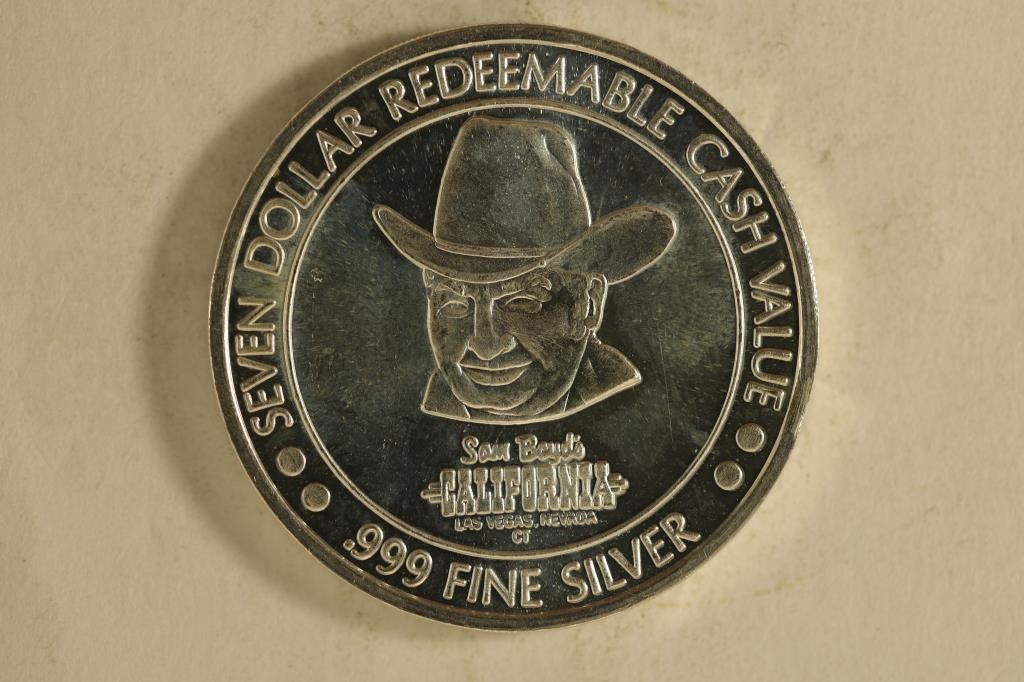 SEVEN DOLLAR REDEEMABLE CASH VALUE
Sam Boyd's
CALIFORNIA
LAS VEGAS, NEVADA
CT
.999 FINE SILVER